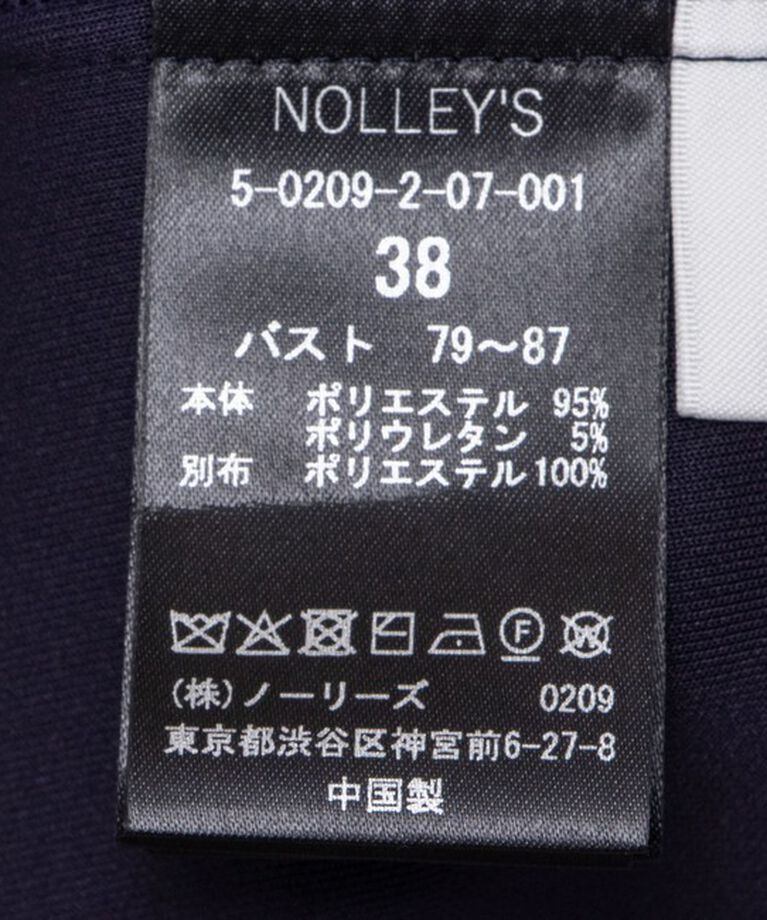 NOLLEY'S
5-0209-2-07-001
38
バスト 79～87
本体 ポリエステル 95%
ポリウレタン 5%
別布 ポリエステル 100%
(株)ノーリーズ 0209
東京都渋谷区神宮前6-27-8
中国製